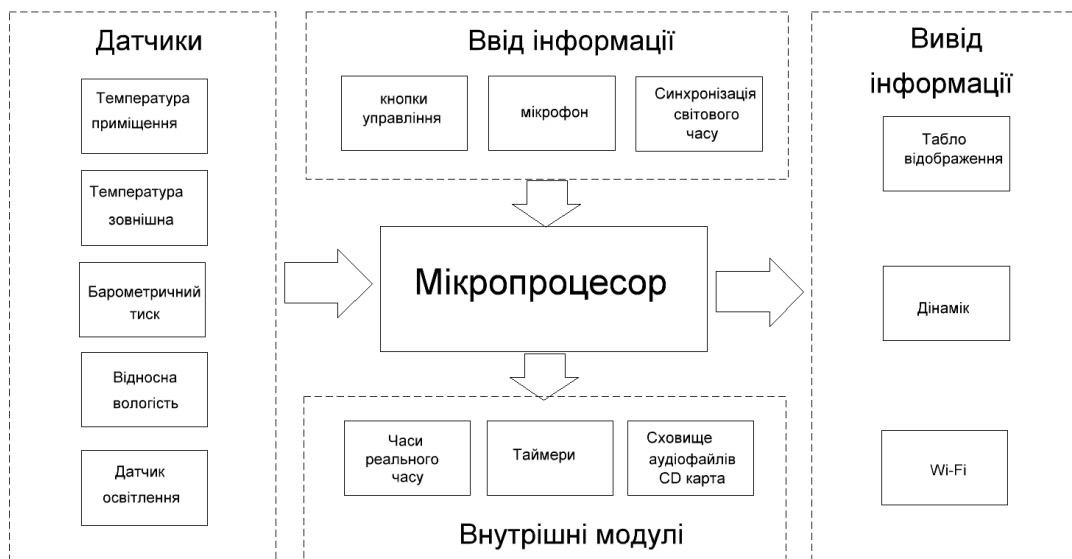 Датчики
Температура
приміщення
Температура
зовнішна
Барометричний
тиск
Відносна
вологість
Датчик
освітлення
Ввід інформації
кнопки
управління
мікрофон
Синхронізація
світового
часу
Мікропроцесор
Часи
реального
часу
Таймери
Сховище
аудіофайлів
CD карта
Внутрішні модулі
Вивід
інформації
Табло
відображення
Дінамік
Wi-Fi